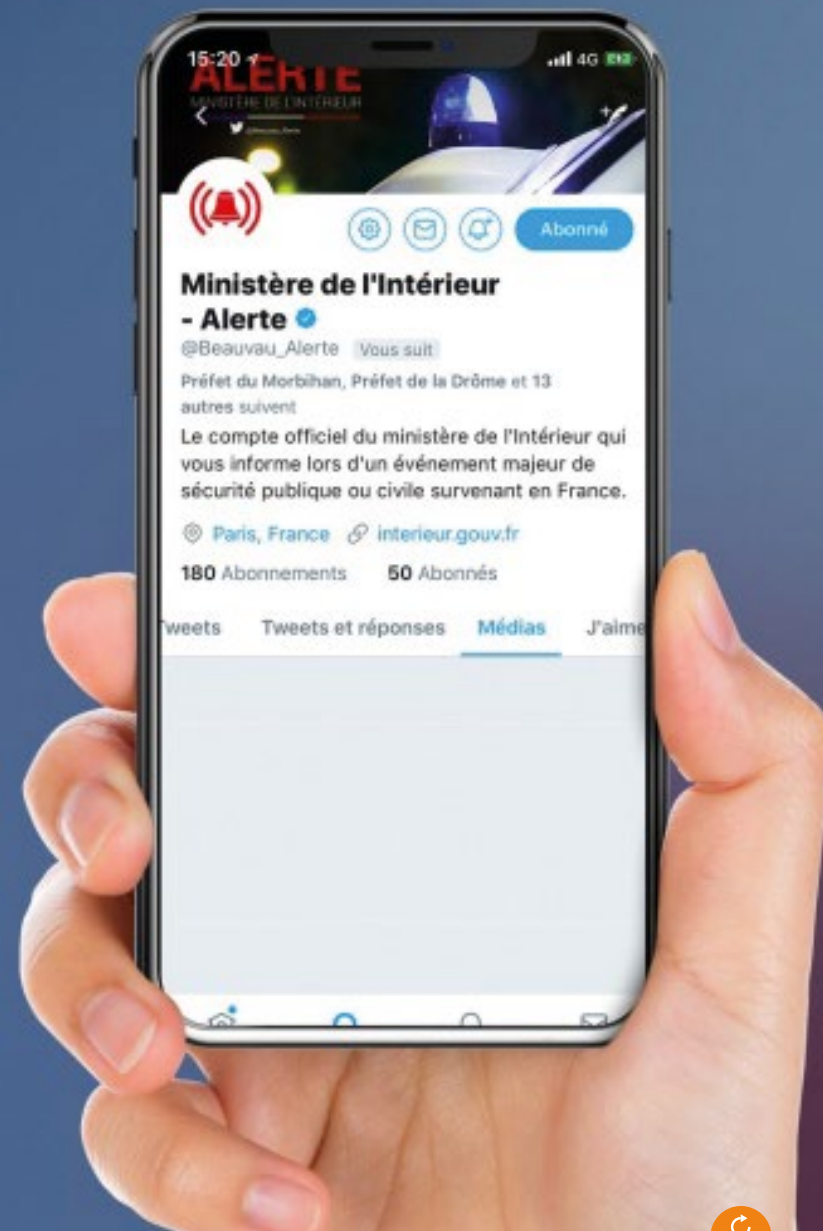 15:20
4G
ALERTE
MINISTÈRE DE L'INTÉRIEUR
Abonné
Ministère de l'Intérieur
- Alerte
@Beauvau_Alerte Vous suit
Préfet du Morbihan, Préfet de la Drôme et 13
autres suivent
Le compte officiel du ministère de l'Intérieur qui
vous informe lors d'un événement majeur de
sécurité publique ou civile survenant en France.
Paris, France interieur.gouv.fr
180 Abonnements 50 Abonnés
Tweets Tweets et réponses Médias J'aime